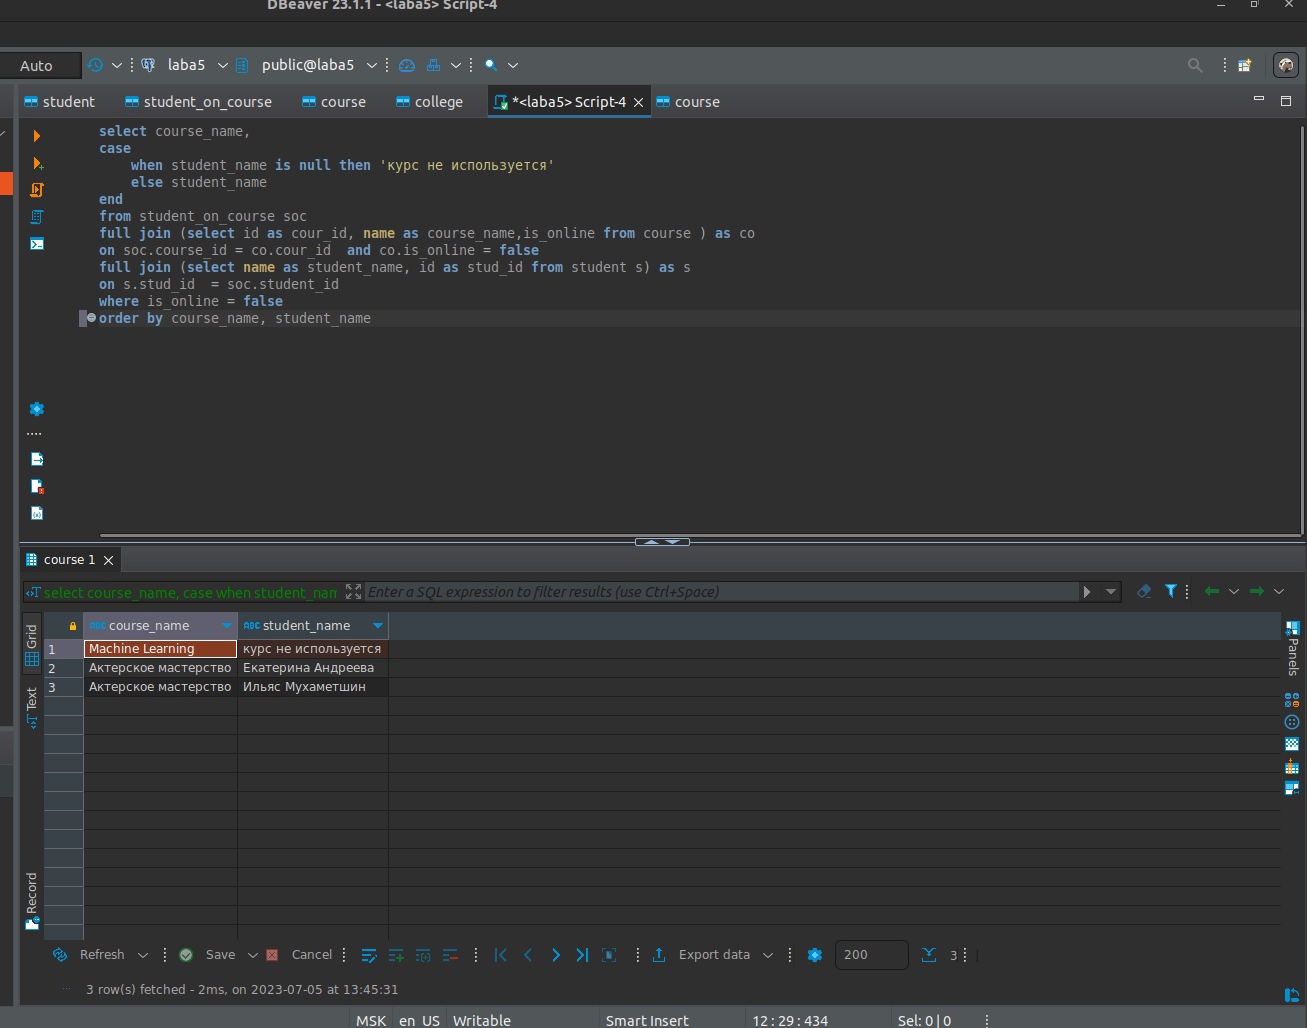 DBeaver 23.1.1 - <laba5> Script-4
Auto laba5 public@laba5
student student_on_course course college *<laba5> Script-4 course
select course_name,
case
when student_name is null then 'курс не используется'
else student_name
end
from student_on_course soc
full join (select id as cour_id, name as course_name,is_online from course ) as co
on soc.course_id = co.cour_id  and co.is_online = false
full join (select name as student_name, id as stud_id from student s) as s
on s.stud_id  = soc.student_id
where is_online = false
order by course_name, student_name
course 1
select course_name, case when student_nam Enter a SQL expression to filter results (use Ctrl+Space)
Grid
Text
Record
ABC course_name ABC student_name
1 Machine Learning курс не используется
2 Актерское мастерство Екатерина Андреева
3 Актерское мастерство Ильяс Мухаметшин
Panels
Refresh Save Cancel Export data 200 3
3 row(s) fetched - 2ms, on 2023-07-05 at 13:45:31
MSK en_US Writable Smart Insert 12 : 29 : 434 Sel: 0 | 0